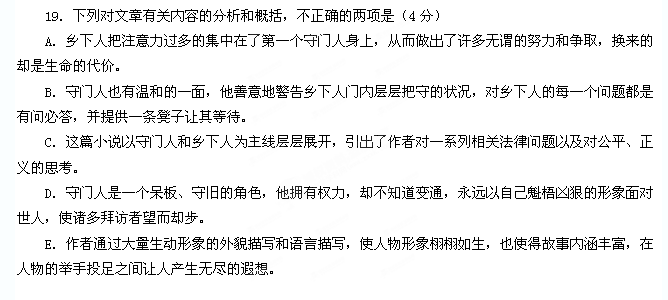 19. 下列对文章有关内容的分析和概括，不正确的两项是（4 分）
A. 乡下人把注意力过多的集中在了第一个守门人身上，从而做出了许多无谓的努力和争取，换来的
却是生命的代价。
B. 守门人也有温和的一面，他善意地警告乡下人门内层层把守的状况，对乡下人的每一个问题都是
有问必答，并提供一条凳子让其等待。
C. 这篇小说以守门人和乡下人为主线层层展开，引出了作者对一系列相关法律问题以及对公平、正
义的思考。
D. 守门人是一个呆板、守旧的角色，他拥有权力，却不知道变通，永远以自己魁梧凶狠的形象面对
世人，使诸多拜访者望而却步。
E. 作者通过大量生动形象的外貌描写和语言描写，使人物形象栩栩如生，也使得故事内涵丰富，在
人物的举手投足之间让人产生无尽的遐想。